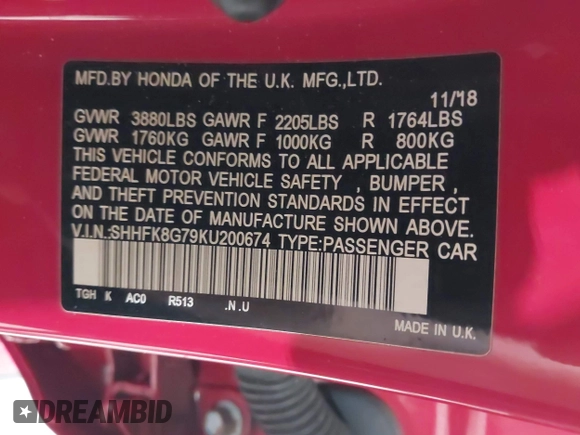 MFD.BY HONDA OF THE U.K. MFG.,LTD.
11/18
GVWR 3880LBS GAWR F 2205LBS R 1764LBS
GVWR 1760KG GAWR F 1000KG R 800KG
THIS VEHICLE CONFORMS TO ALL APPLICABLE
FEDERAL MOTOR VEHICLE SAFETY , BUMPER ,
AND THEFT PREVENTION STANDARDS IN EFFECT
ON THE DATE OF MANUFACTURE SHOWN ABOVE.
V.I.N.:SHHFK8G79KU200674 TYPE:PASSENGER CAR
TGH K AC0 R513 .N .U
MADE IN U.K.
DREAMBID